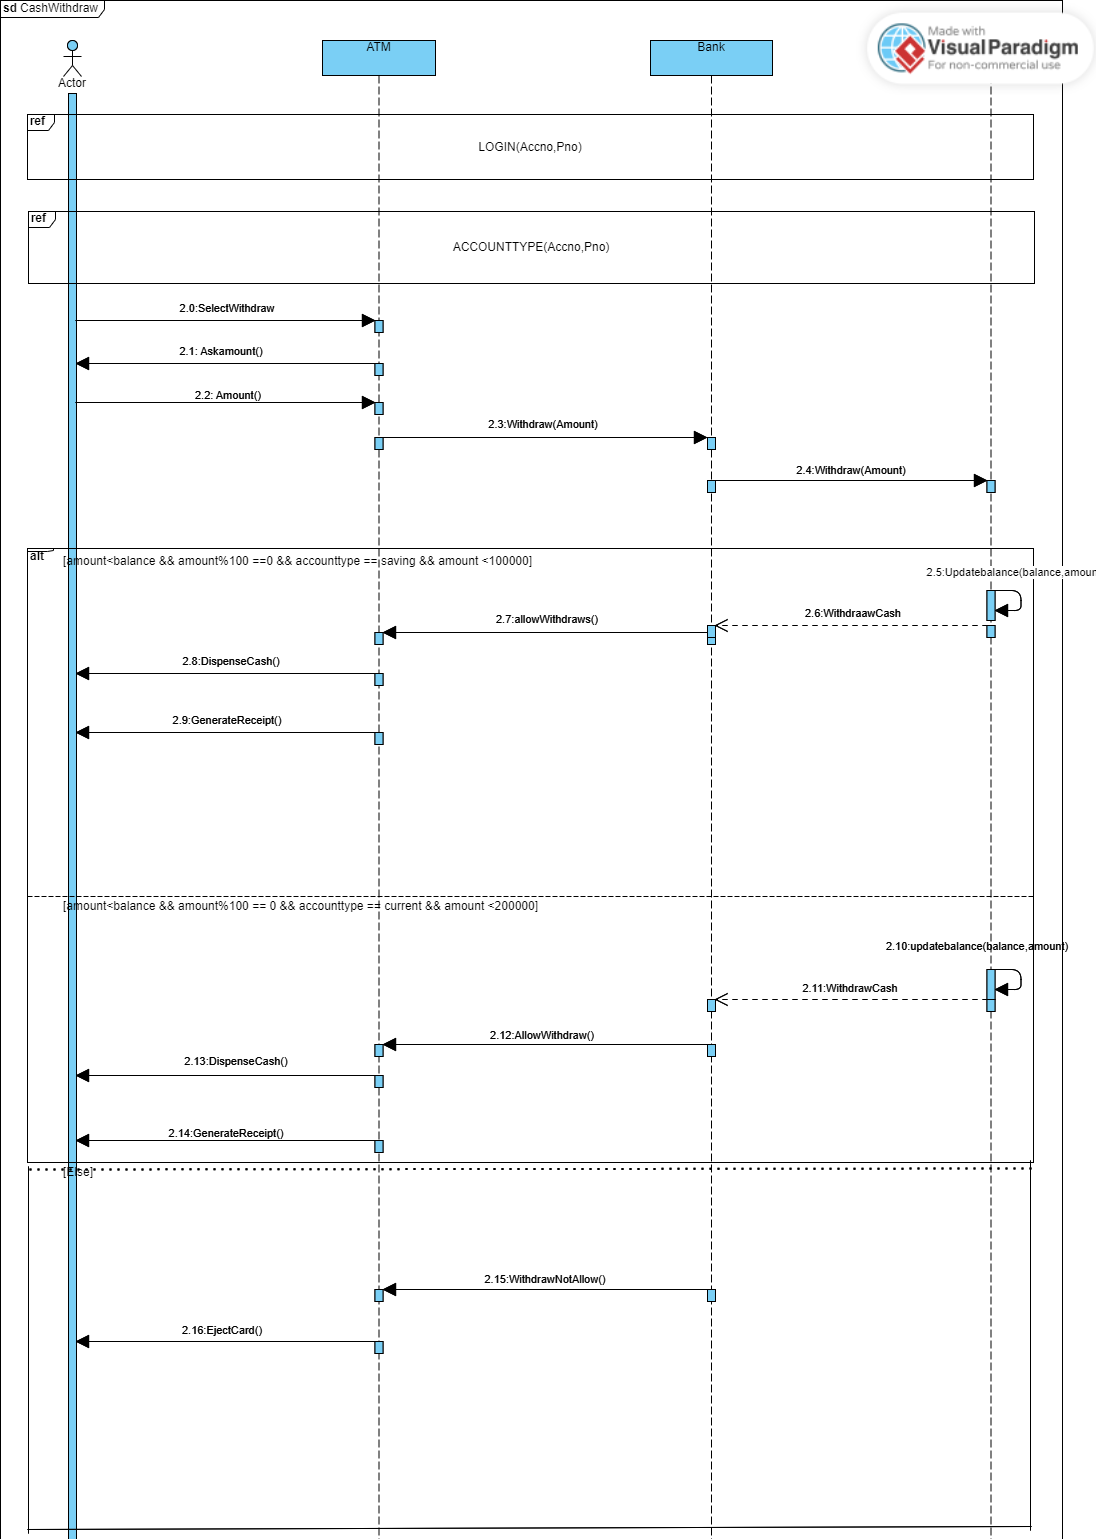 sd CashWithdraw
Made with
Visual Paradigm
For non-commercial use
ATM
Bank
Actor
ref
LOGIN(Accno,Pno)
ref
ACCOUNTTYPE(Accno,Pno)
2.0:SelectWithdraw
2.1: Askamount()
2.2: Amount()
2.3:Withdraw(Amount)
2.4:Withdraw(Amount)
alt
[amount<balance && amount%100 ==0 && accounttype == saving && amount <100000]
2.5:Updatebalance(balance,amoun
2.6:WithdraawCash
2.7:allowWithdraws()
2.8:DispenseCash()
2.9:GenerateReceipt()
[amount<balance && amount%100 == 0 && accounttype == current && amount <200000]
2.10:updatebalance(balance,amount)
2.11:WithdrawCash
2.12:AllowWithdraw()
2.13:DispenseCash()
2.14:GenerateReceipt()
[Else]
2.15:WithdrawNotAllow()
2.16:EjectCard()